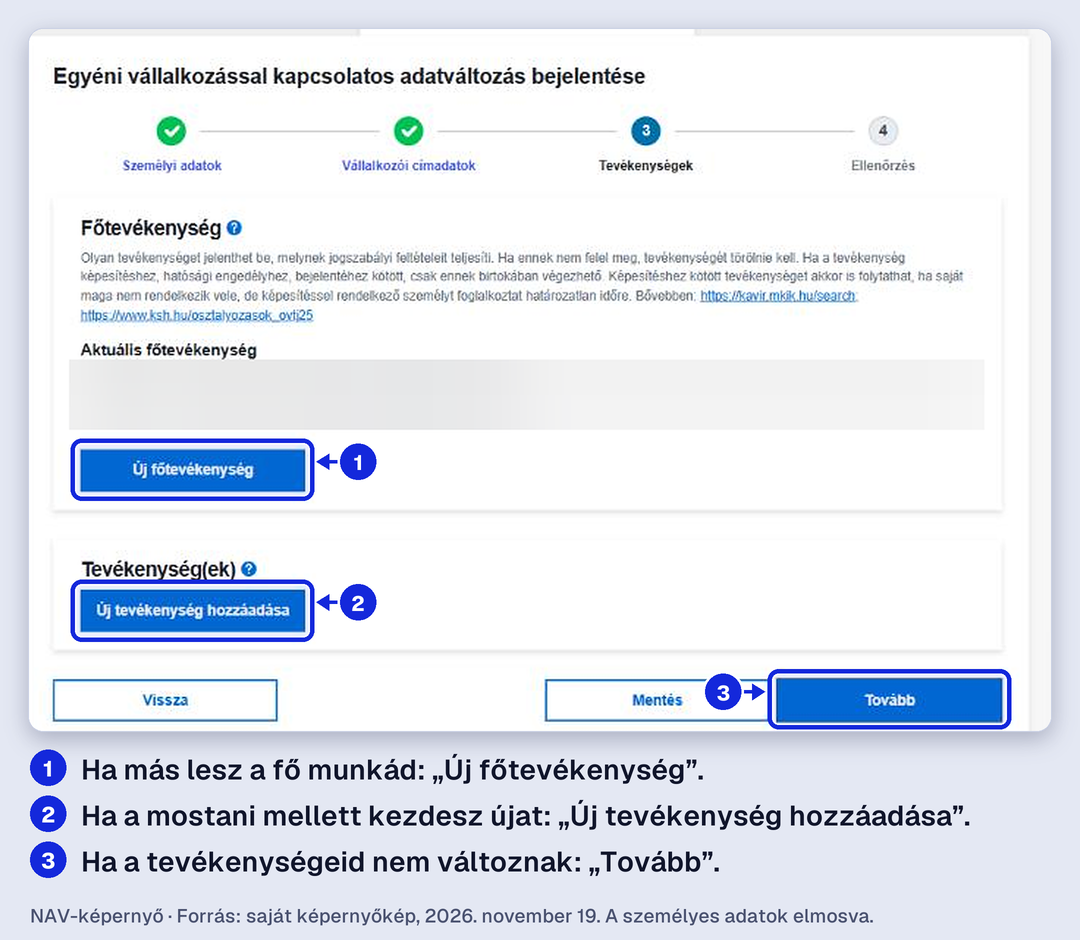 Egyéni vállalkozással kapcsolatos adatváltozás bejelentése
3
4
Személyi adatok
Vállalkozói címadatok
Tevékenységek
Ellenőrzés
Főtevékenység ?
Olyan tevékenységet jelenthet be, melynek jogszabályi feltételeit teljesíti. Ha ennek nem felel meg, tevékenységét törölnie kell. Ha a tevékenység
képesítéshez, hatósági engedélyhez, bejelentéhez kötött, csak ennek birtokában végezhető. Képesítéshez kötött tevékenységet akkor is folytathat, ha saját
maga nem rendelkezik vele, de képesítéssel rendelkező személyt foglalkoztat határozatlan időre. Bővebben: https://kavir.mkik.hu/search;
https://www.ksh.hu/osztalyozasok_ovtj25
Aktuális főtevékenység
Új főtevékenység
1
Tevékenység(ek) ?
Új tevékenység hozzáadása
2
Vissza
Mentés
3
Tovább
1 Ha más lesz a fő munkád: „Új főtevékenység”.
2 Ha a mostani mellett kezdesz újat: „Új tevékenység hozzáadása”.
3 Ha a tevékenységeid nem változnak: „Tovább”.
NAV-képernyő · Forrás: saját képernyőkép, 2026. november 19. A személyes adatok elmosva.